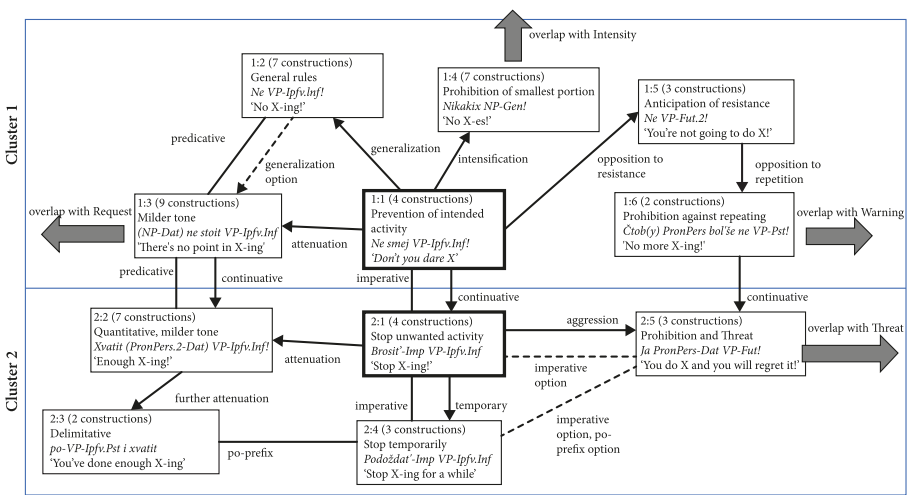 Cluster 1
overlap with Intensity
1:2 (7 constructions)
General rules
Ne VP-Ipfv.Inf!
'No X-ing!'
1:4 (7 constructions)
Prohibition of smallest portion
Nikakix NP-Gen!
'No X-es!'
1:5 (3 constructions)
Anticipation of resistance
Ne VP-Fut.2!
'You're not going to do X!'
predicative
generalization
option
generalization
intensification
opposition to
resistance
opposition to
repetition
overlap with Request
1:3 (9 constructions)
Milder tone
(NP-Dat) ne stoit VP-Ipfv.Inf
'There's no point in X-ing'
attenuation
1:1 (4 constructions)
Prevention of intended
activity
Ne smej VP-Ipfv.Inf!
'Don't you dare X'
1:6 (2 constructions)
Prohibition against repeating
Čtob(y) PronPers bol'še ne VP-Pst!
'No more X-ing!'
overlap with Warning
predicative
continuative
imperative
continuative
continuative
Cluster 2
2:2 (7 constructions)
Quantitative, milder tone
Xvatit (PronPers.2-Dat) VP-Ipfv.Inf!
'Enough X-ing!'
attenuation
2:1 (4 constructions)
Stop unwanted activity
Brosit'-Imp VP-Ipfv.Inf
'Stop X-ing!'
aggression
imperative
option
2:5 (3 constructions)
Prohibition and Threat
Ja PronPers-Dat VP-Fut!
'You do X and you will regret it!'
overlap with Threat
further attenuation
imperative
temporary
imperative
option, po-
prefix option
2:3 (2 constructions)
Delimitative
po-VP-Ipfv.Pst i xvatit
'You've done enough X-ing'
po-prefix
2:4 (3 constructions)
Stop temporarily
Podoždat'-Imp VP-Ipfv.Inf
'Stop X-ing for a while'